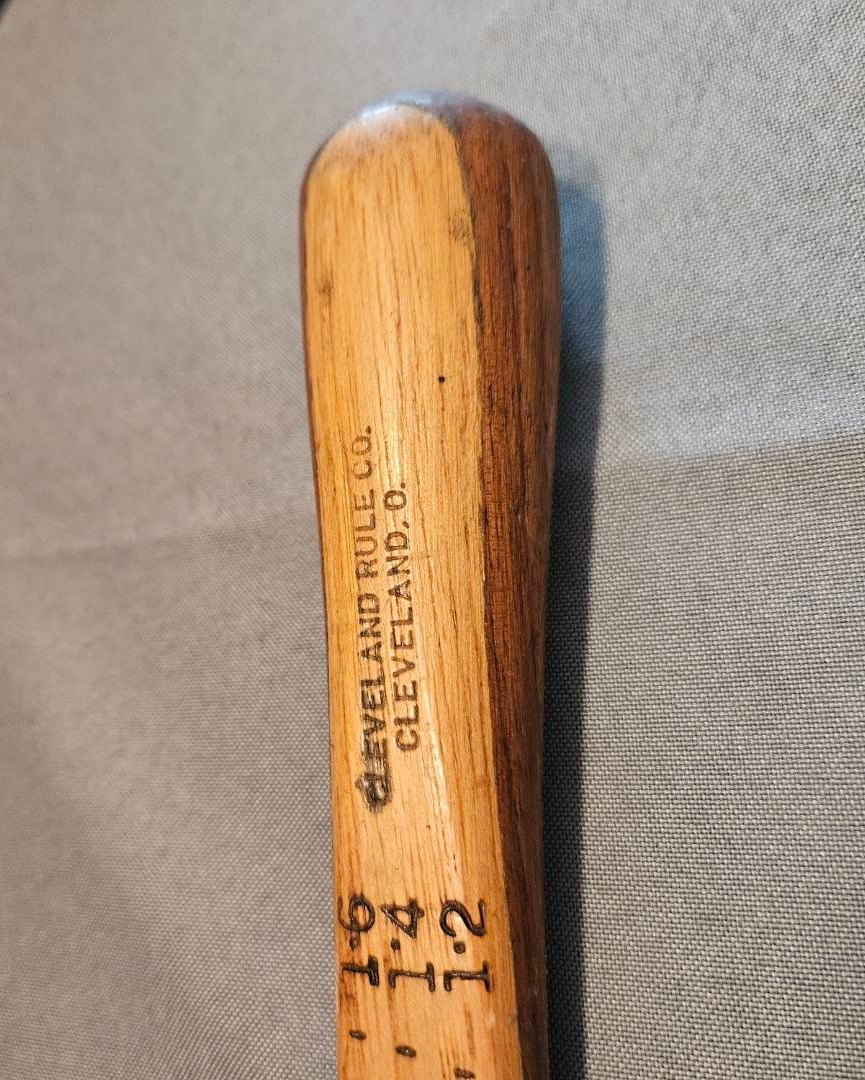 CLEVELAND RULE CO.
CLEVELAND, O.
1·6
1·4
1·2